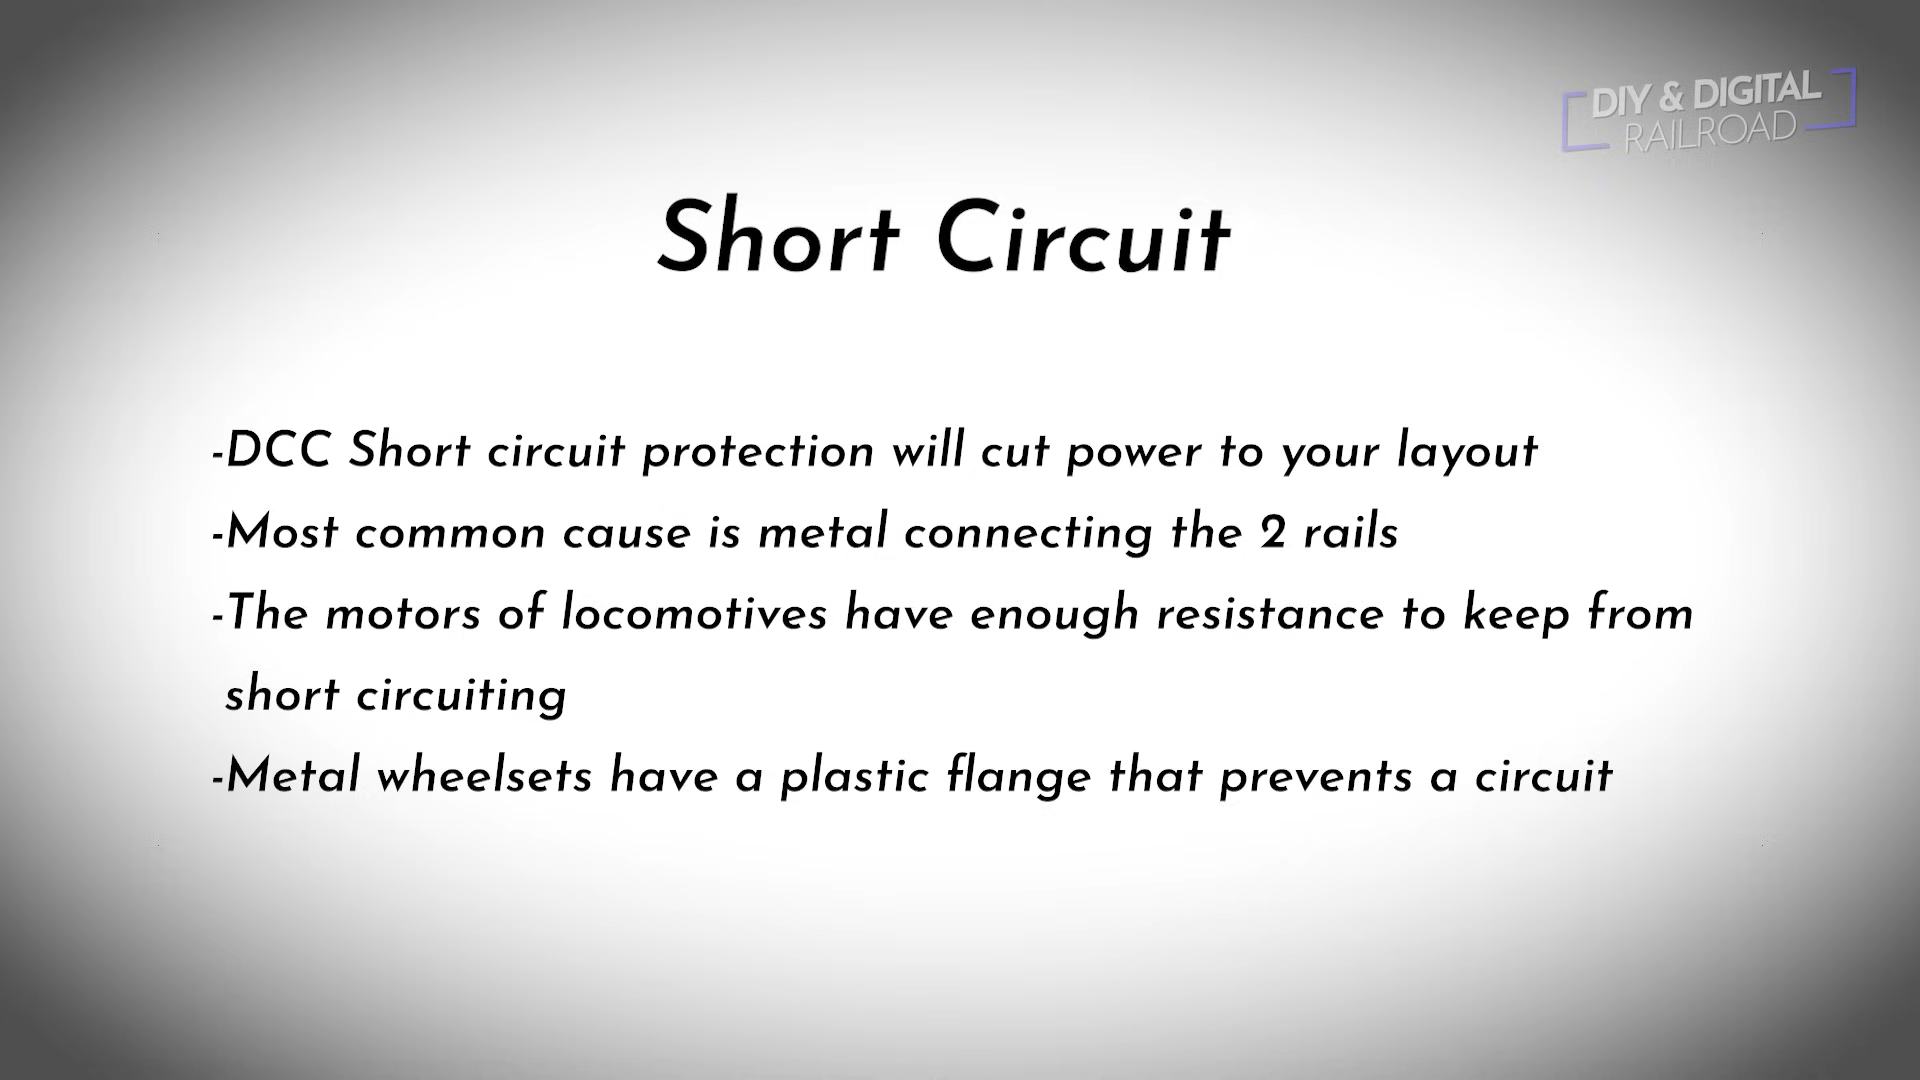 DIY & DIGITAL
RAILROAD
Short Circuit
-DCC Short circuit protection will cut power to your layout
-Most common cause is metal connecting the 2 rails
-The motors of locomotives have enough resistance to keep from
short circuiting
-Metal wheelsets have a plastic flange that prevents a circuit